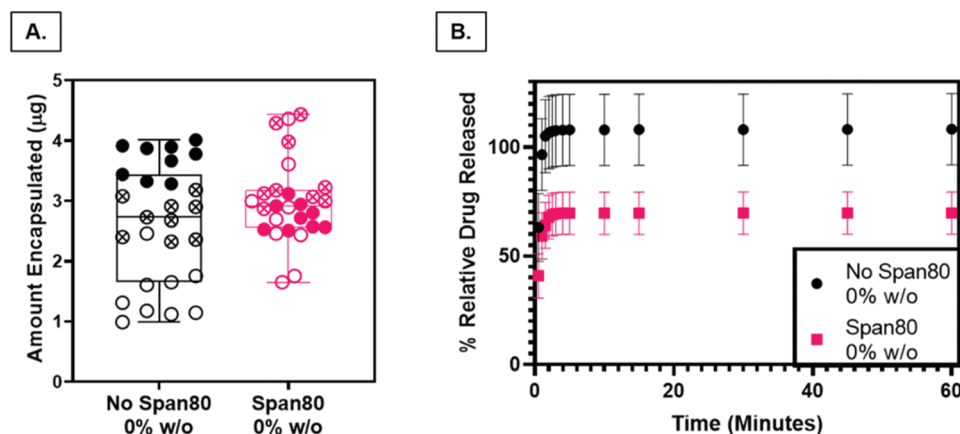 A.
Amount Encapsulated (µg)
5
4
3
2
1
0
No Span80
0% w/o
Span80
0% w/o
B.
% Relative Drug Released
100
50
0
0
20
40
60
Time (Minutes)
No Span80
0% w/o
Span80
0% w/o